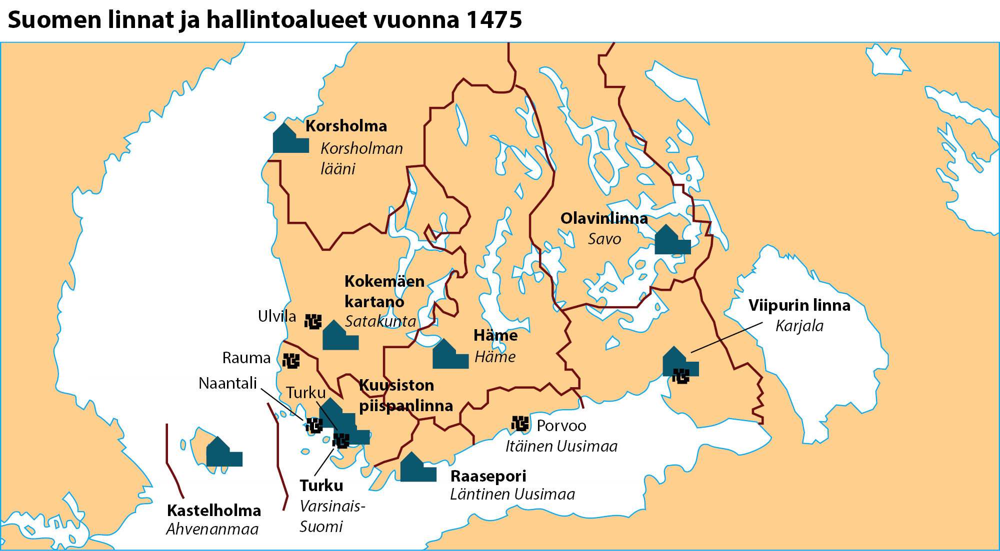 Suomen linnat ja hallintoalueet vuonna 1475
Korsholma
Korsholman
lääni
Olavinlinna
Savo
Kokemäen
kartano
Satakunta
Ulvila
Viipurin linna
Karjala
Häme
Häme
Rauma
Naantali
Turku
Kuusiston
piispanlinna
Porvoo
Itäinen Uusimaa
Raasepori
Läntinen Uusimaa
Turku
Varsinais-
Suomi
Kastelholma
Ahvenanmaa